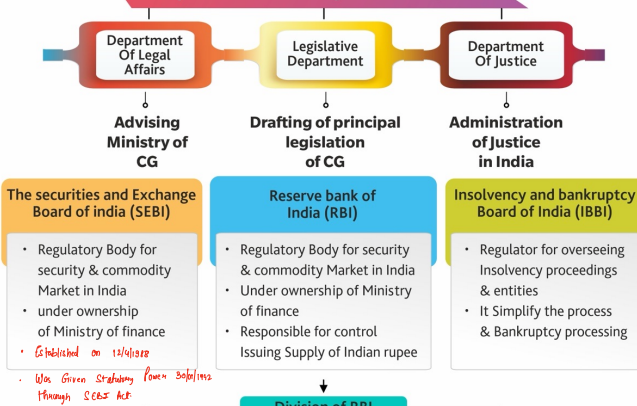 Department
Of Legal
Affairs
Legislative
Department
Department
Of Justice
Advising
Ministry of
CG
Drafting of principal
legislation
of CG
Administration
of Justice
in India
The securities and Exchange
Board of india (SEBI)
• Regulatory Body for
security & commodity
Market in India
• under ownership
of Ministry of finance
• Established on 12/4/1988
• Was Given Statutory Power 30/01/1992
through SEBI Act.
Reserve bank of
India (RBI)
• Regulatory Body for security
& commodity Market in India
• Under ownership of Ministry
of finance
• Responsible for control
Issuing Supply of Indian rupee
Insolvency and bankruptcy
Board of India (IBBI)
• Regulator for overseeing
Insolvency proceedings
& entities
• It Simplify the process
& Bankruptcy processing
Division of RBI